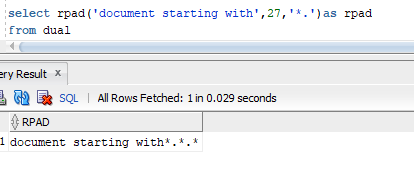 select rpad('document starting with',27,'*.')as rpad
from dual
ery Result x
SQL | All Rows Fetched: 1 in 0.029 seconds
RPAD
1 document starting with*.*.*